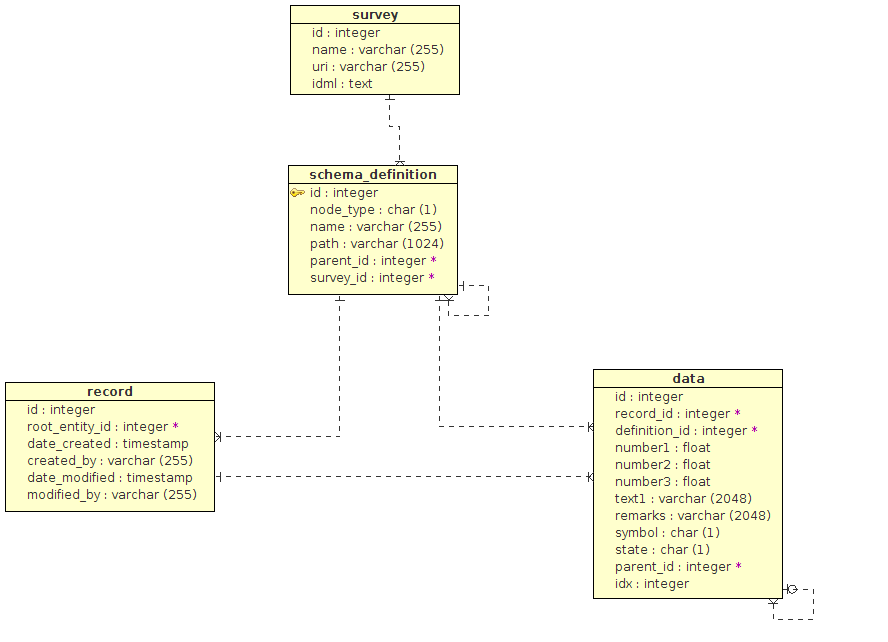 survey
id : integer
name : varchar (255)
uri : varchar (255)
idml : text
schema_definition
id : integer
node_type : char (1)
name : varchar (255)
path : varchar (1024)
parent_id : integer *
survey_id : integer *
record
id : integer
root_entity_id : integer *
date_created : timestamp
created_by : varchar (255)
date_modified : timestamp
modified_by : varchar (255)
data
id : integer
record_id : integer *
definition_id : integer *
number1 : float
number2 : float
number3 : float
text1 : varchar (2048)
remarks : varchar (2048)
symbol : char (1)
state : char (1)
parent_id : integer *
idx : integer